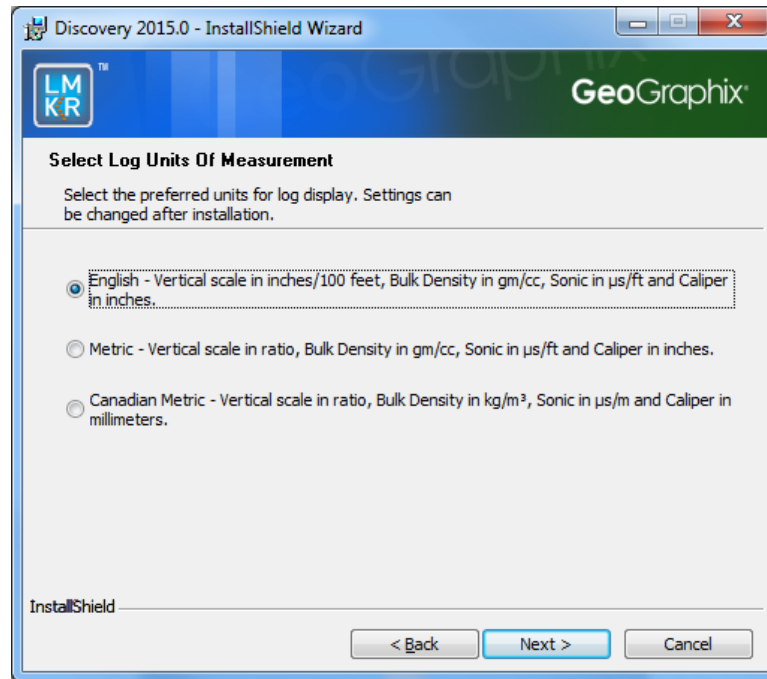 Discovery 2015.0 - InstallShield Wizard
LMKR™
GeoGraphix
Select Log Units Of Measurement
Select the preferred units for log display. Settings can
be changed after installation.
English - Vertical scale in inches/100 feet, Bulk Density in gm/cc, Sonic in µs/ft and Caliper
in inches.
Metric - Vertical scale in ratio, Bulk Density in gm/cc, Sonic in µs/ft and Caliper in inches.
Canadian Metric - Vertical scale in ratio, Bulk Density in kg/m³, Sonic in µs/m and Caliper in
millimeters.
InstallShield
< Back Next > Cancel